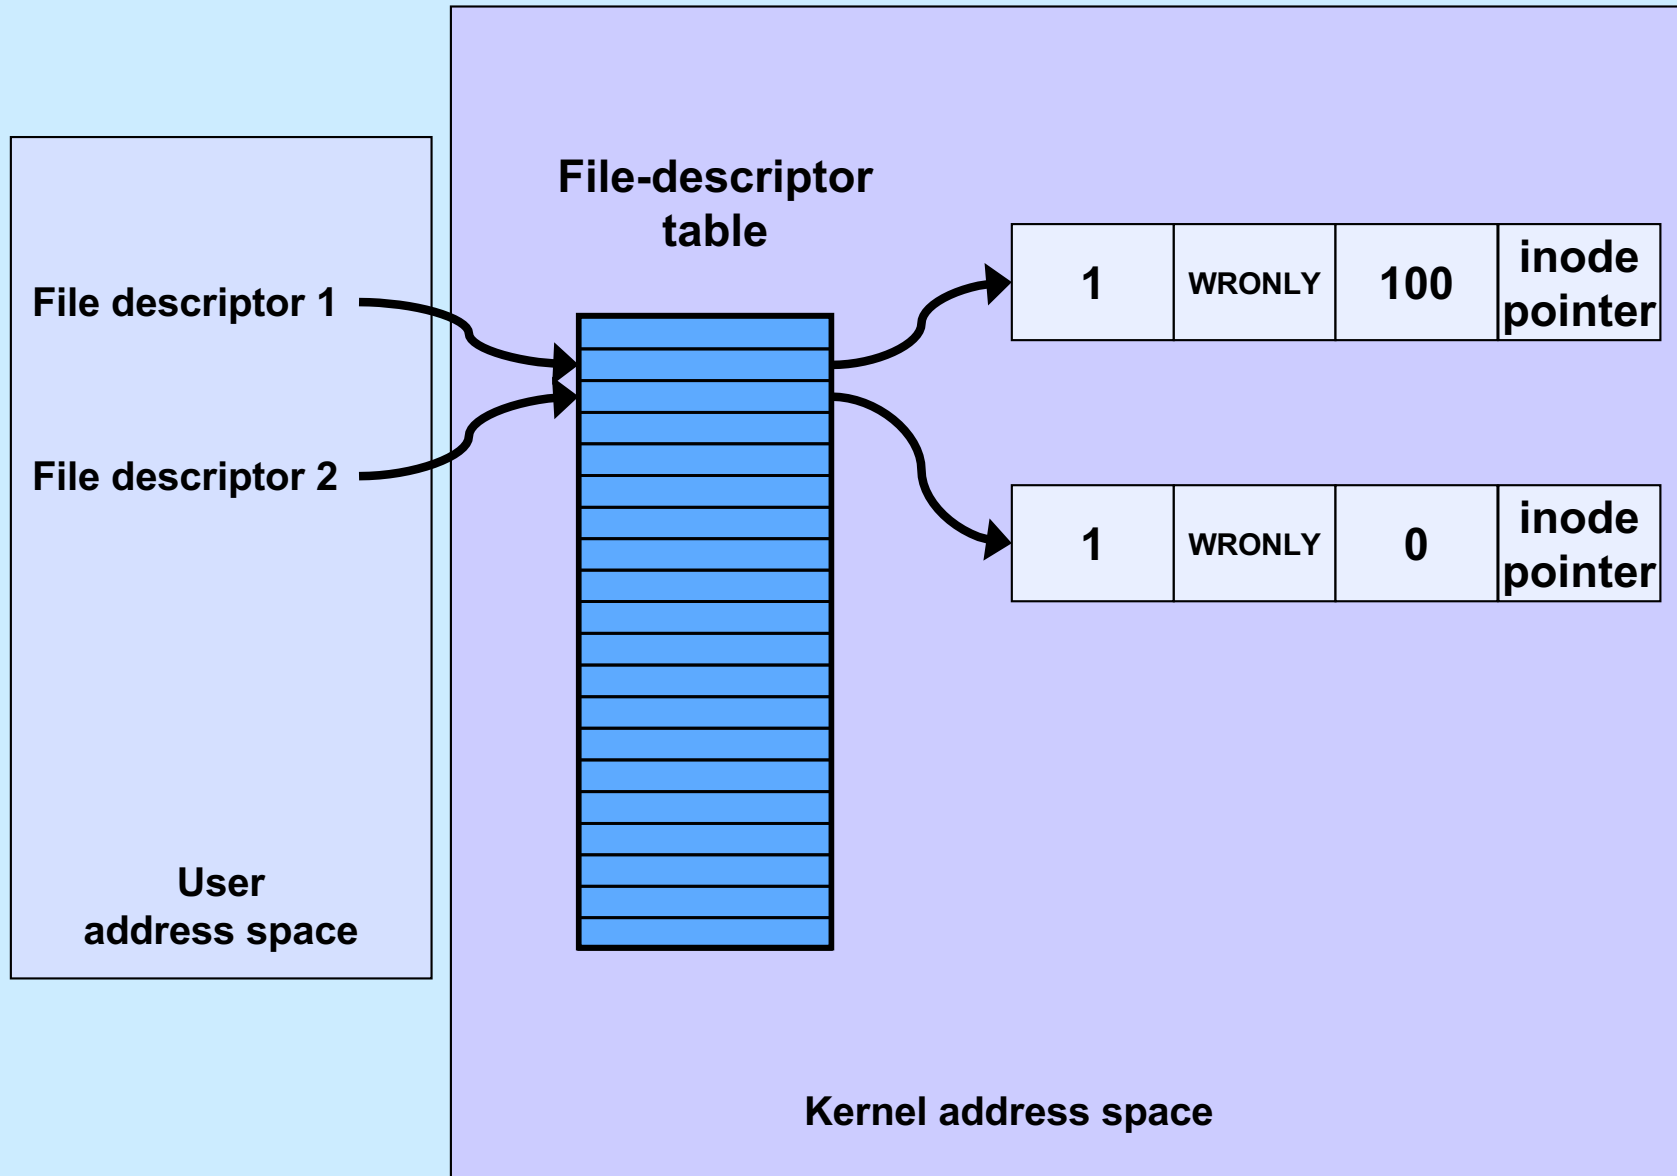 File-descriptor
table
File descriptor 1
File descriptor 2
1
WRONLY
100
inode
pointer
1
WRONLY
0
inode
pointer
User
address space
Kernel address space